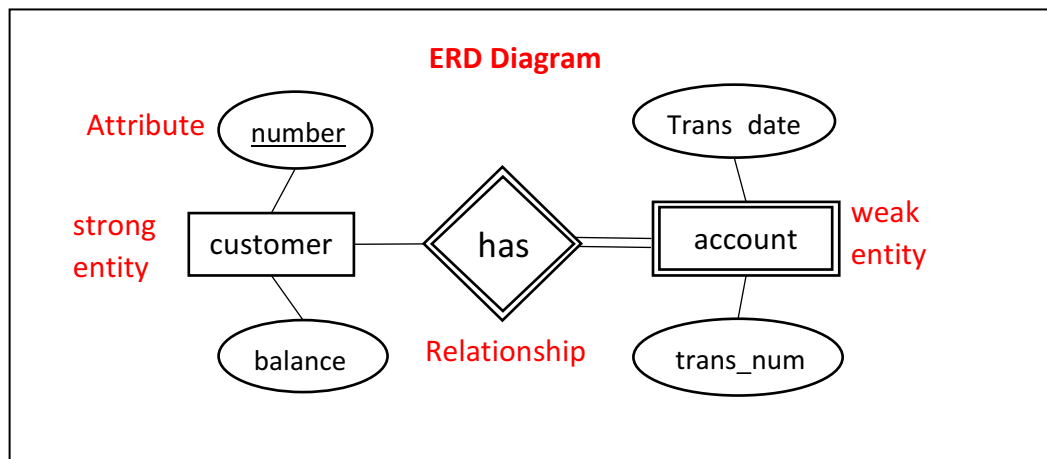 ERD Diagram
Attribute
number
Trans date
strong
entity
customer
has
account
weak
entity
balance
Relationship
trans_num